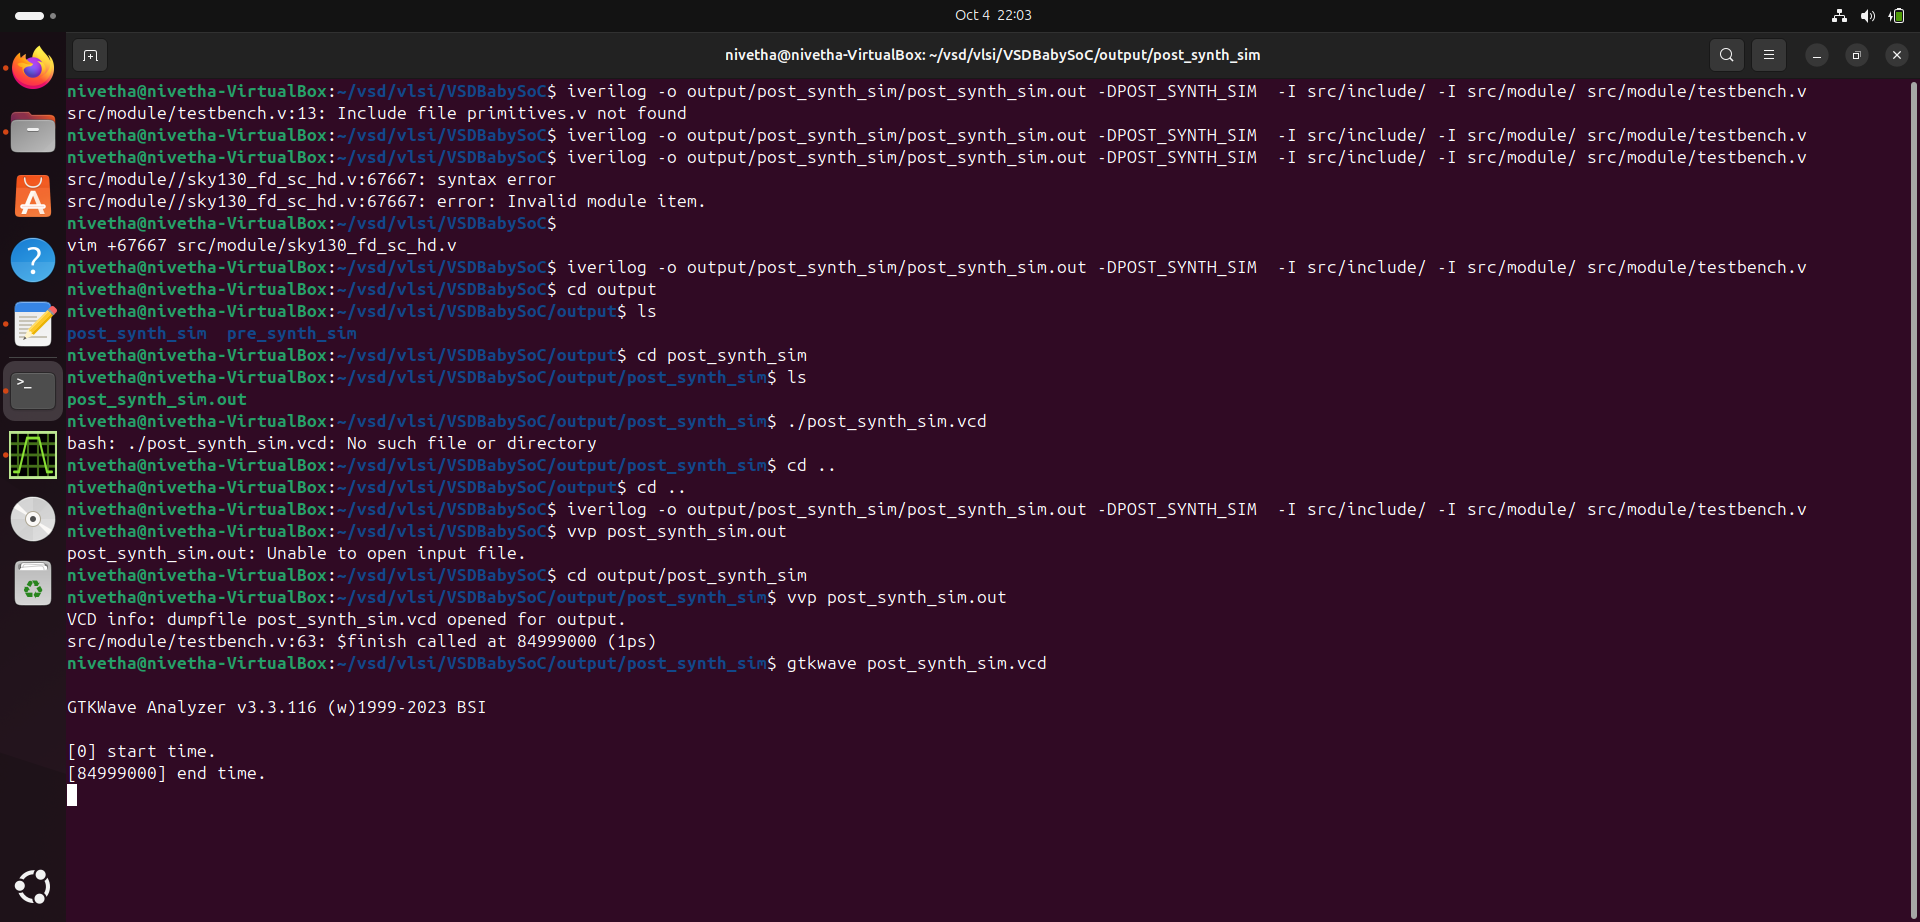 Oct 4 22:03
nivetha@nivetha-VirtualBox: ~/vsd/vlsi/VSDBabySoC/output/post_synth_sim
nivetha@nivetha-VirtualBox:~/vsd/vlsi/VSDBabySoC$ iverilog -o output/post_synth_sim/post_synth_sim.out -DPOST_SYNTH_SIM  -I src/include/ -I src/module/ src/module/testbench.v
src/module/testbench.v:13: Include file primitives.v not found
nivetha@nivetha-VirtualBox:~/vsd/vlsi/VSDBabySoC$ iverilog -o output/post_synth_sim/post_synth_sim.out -DPOST_SYNTH_SIM  -I src/include/ -I src/module/ src/module/testbench.v
nivetha@nivetha-VirtualBox:~/vsd/vlsi/VSDBabySoC$ iverilog -o output/post_synth_sim/post_synth_sim.out -DPOST_SYNTH_SIM  -I src/include/ -I src/module/ src/module/testbench.v
src/module//sky130_fd_sc_hd.v:67667: syntax error
src/module//sky130_fd_sc_hd.v:67667: error: Invalid module item.
nivetha@nivetha-VirtualBox:~/vsd/vlsi/VSDBabySoC$
vim +67667 src/module/sky130_fd_sc_hd.v
nivetha@nivetha-VirtualBox:~/vsd/vlsi/VSDBabySoC$ iverilog -o output/post_synth_sim/post_synth_sim.out -DPOST_SYNTH_SIM  -I src/include/ -I src/module/ src/module/testbench.v
nivetha@nivetha-VirtualBox:~/vsd/vlsi/VSDBabySoC$ cd output
nivetha@nivetha-VirtualBox:~/vsd/vlsi/VSDBabySoC/output$ ls
post_synth_sim  pre_synth_sim
nivetha@nivetha-VirtualBox:~/vsd/vlsi/VSDBabySoC/output$ cd post_synth_sim
nivetha@nivetha-VirtualBox:~/vsd/vlsi/VSDBabySoC/output/post_synth_sim$ ls
post_synth_sim.out
nivetha@nivetha-VirtualBox:~/vsd/vlsi/VSDBabySoC/output/post_synth_sim$ ./post_synth_sim.vcd
bash: ./post_synth_sim.vcd: No such file or directory
nivetha@nivetha-VirtualBox:~/vsd/vlsi/VSDBabySoC/output/post_synth_sim$ cd ..
nivetha@nivetha-VirtualBox:~/vsd/vlsi/VSDBabySoC/output$ cd ..
nivetha@nivetha-VirtualBox:~/vsd/vlsi/VSDBabySoC$ iverilog -o output/post_synth_sim/post_synth_sim.out -DPOST_SYNTH_SIM  -I src/include/ -I src/module/ src/module/testbench.v
nivetha@nivetha-VirtualBox:~/vsd/vlsi/VSDBabySoC$ vvp post_synth_sim.out
post_synth_sim.out: Unable to open input file.
nivetha@nivetha-VirtualBox:~/vsd/vlsi/VSDBabySoC$ cd output/post_synth_sim
nivetha@nivetha-VirtualBox:~/vsd/vlsi/VSDBabySoC/output/post_synth_sim$ vvp post_synth_sim.out
VCD info: dumpfile post_synth_sim.vcd opened for output.
src/module/testbench.v:63: $finish called at 84999000 (1ps)
nivetha@nivetha-VirtualBox:~/vsd/vlsi/VSDBabySoC/output/post_synth_sim$ gtkwave post_synth_sim.vcd
GTKWave Analyzer v3.3.116 (w)1999-2023 BSI
[0] start time.
[84999000] end time.